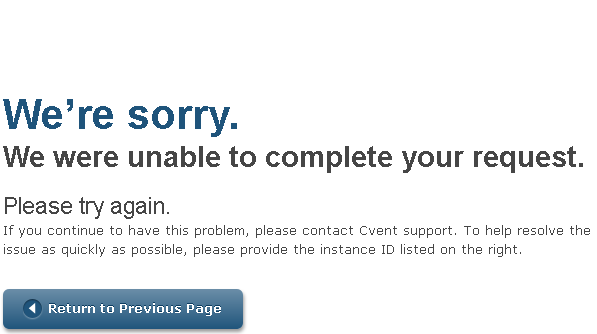 We’re sorry.
We were unable to complete your request.
Please try again.
If you continue to have this problem, please contact Cvent support. To help resolve the
issue as quickly as possible, please provide the instance ID listed on the right.
Return to Previous Page